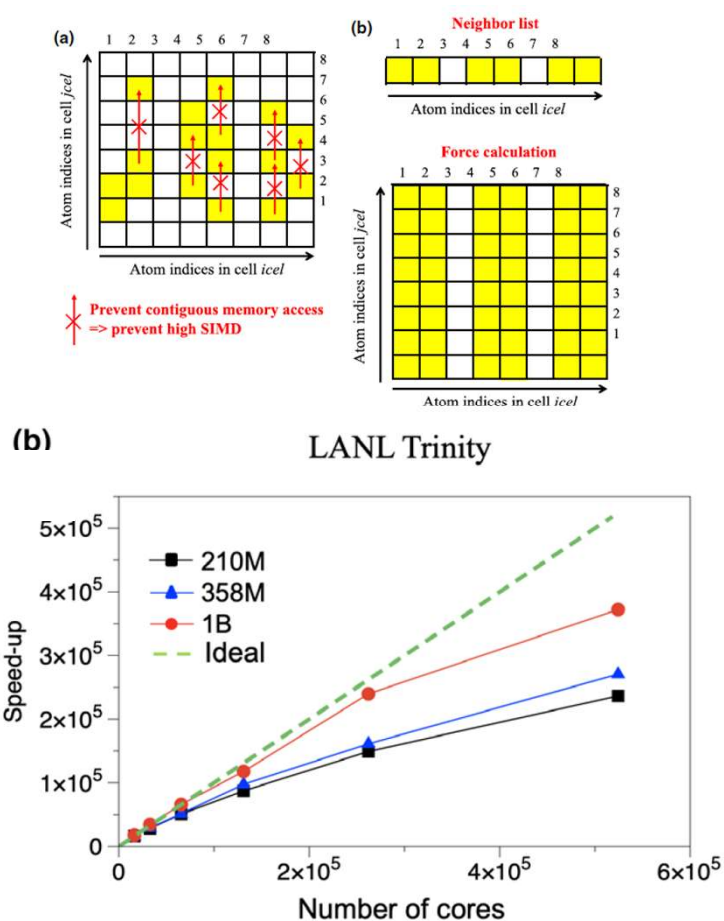 (a)
1 2 3 4 5 6 7 8
8
7
6
5
4
3
2
1
Atom indices in cell jcel
Atom indices in cell icel
Prevent contiguous memory access
=> prevent high SIMD
(b)
Neighbor list
1 2 3 4 5 6 7 8
Atom indices in cell icel
Force calculation
1 2 3 4 5 6 7 8
8
7
6
5
4
3
2
1
Atom indices in cell jcel
Atom indices in cell icel
(b)
LANL Trinity
5×10⁵
4×10⁵
3×10⁵
2×10⁵
1×10⁵
0
Speed-up
210M
358M
1B
Ideal
0 2×10⁵ 4×10⁵ 6×10⁵
Number of cores